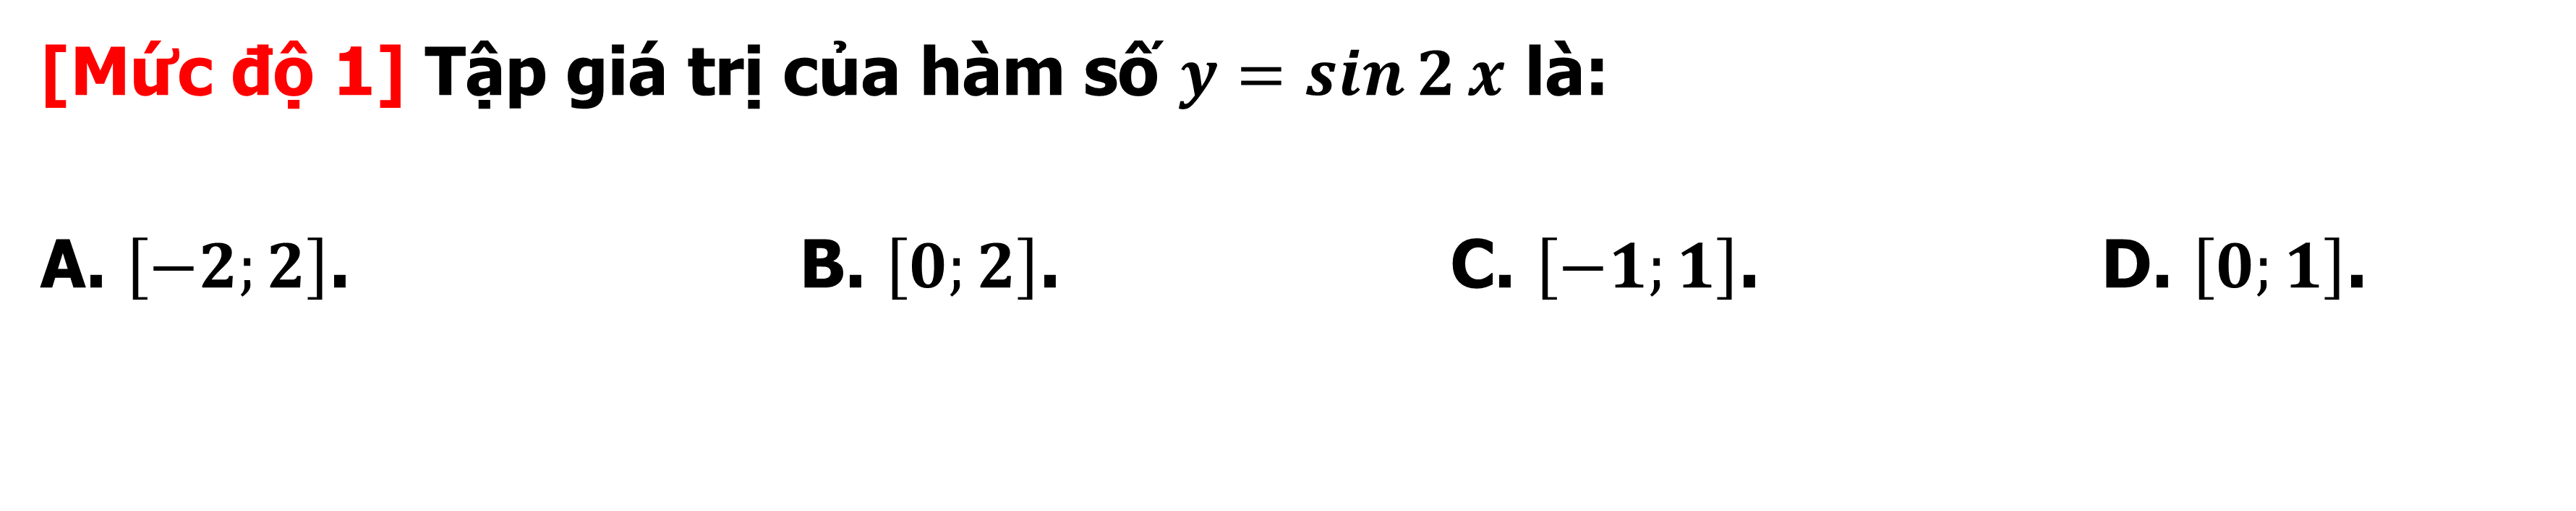 [Mức độ 1] Tập giá trị của hàm số y = sin 2 x là:
A. [−2; 2]. B. [0; 2]. C. [−1; 1]. D. [0; 1].